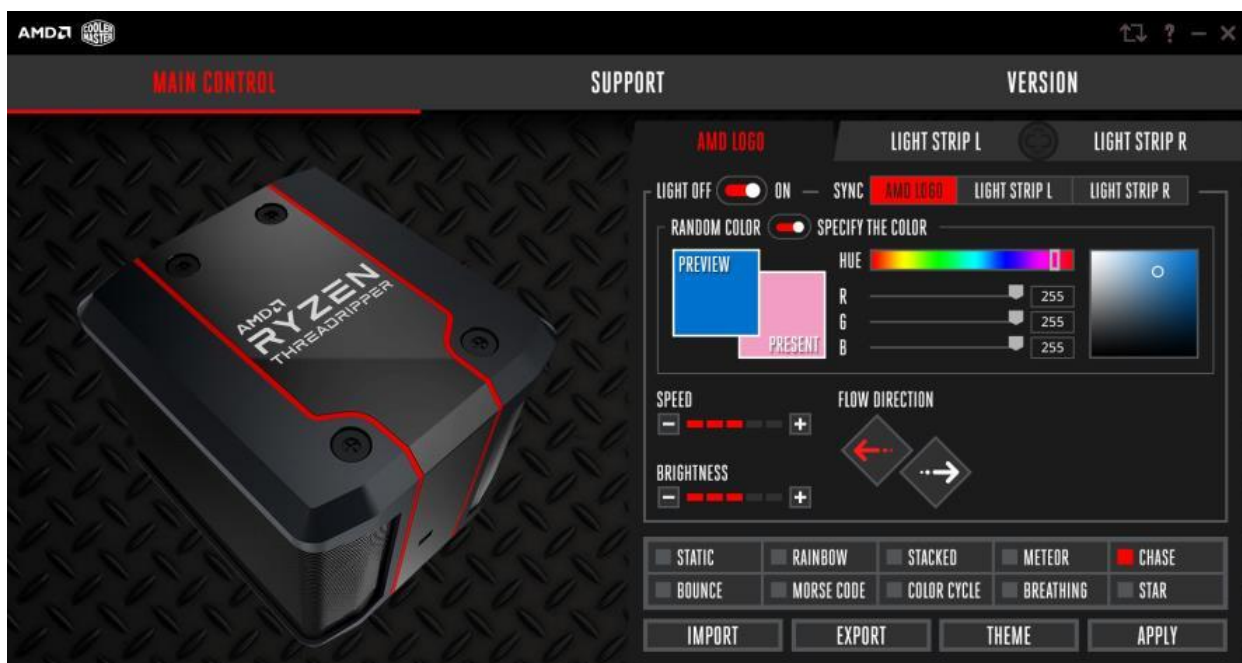 AMD COOLER MASTER ?
MAIN CONTROL SUPPORT VERSION
AMD LOGO LIGHT STRIP L LIGHT STRIP R
LIGHT OFF ON SYNC AMD LOGO LIGHT STRIP L LIGHT STRIP R
RANDOM COLOR SPECIFY THE COLOR
PREVIEW
PRESENT
HUE
R 255
G 255
B 255
AMD
RYZEN
THREADRIPPER
SPEED
FLOW DIRECTION
BRIGHTNESS
STATIC RAINBOW STACKED METEOR CHASE
BOUNCE MORSE CODE COLOR CYCLE BREATHING STAR
IMPORT EXPORT THEME APPLY